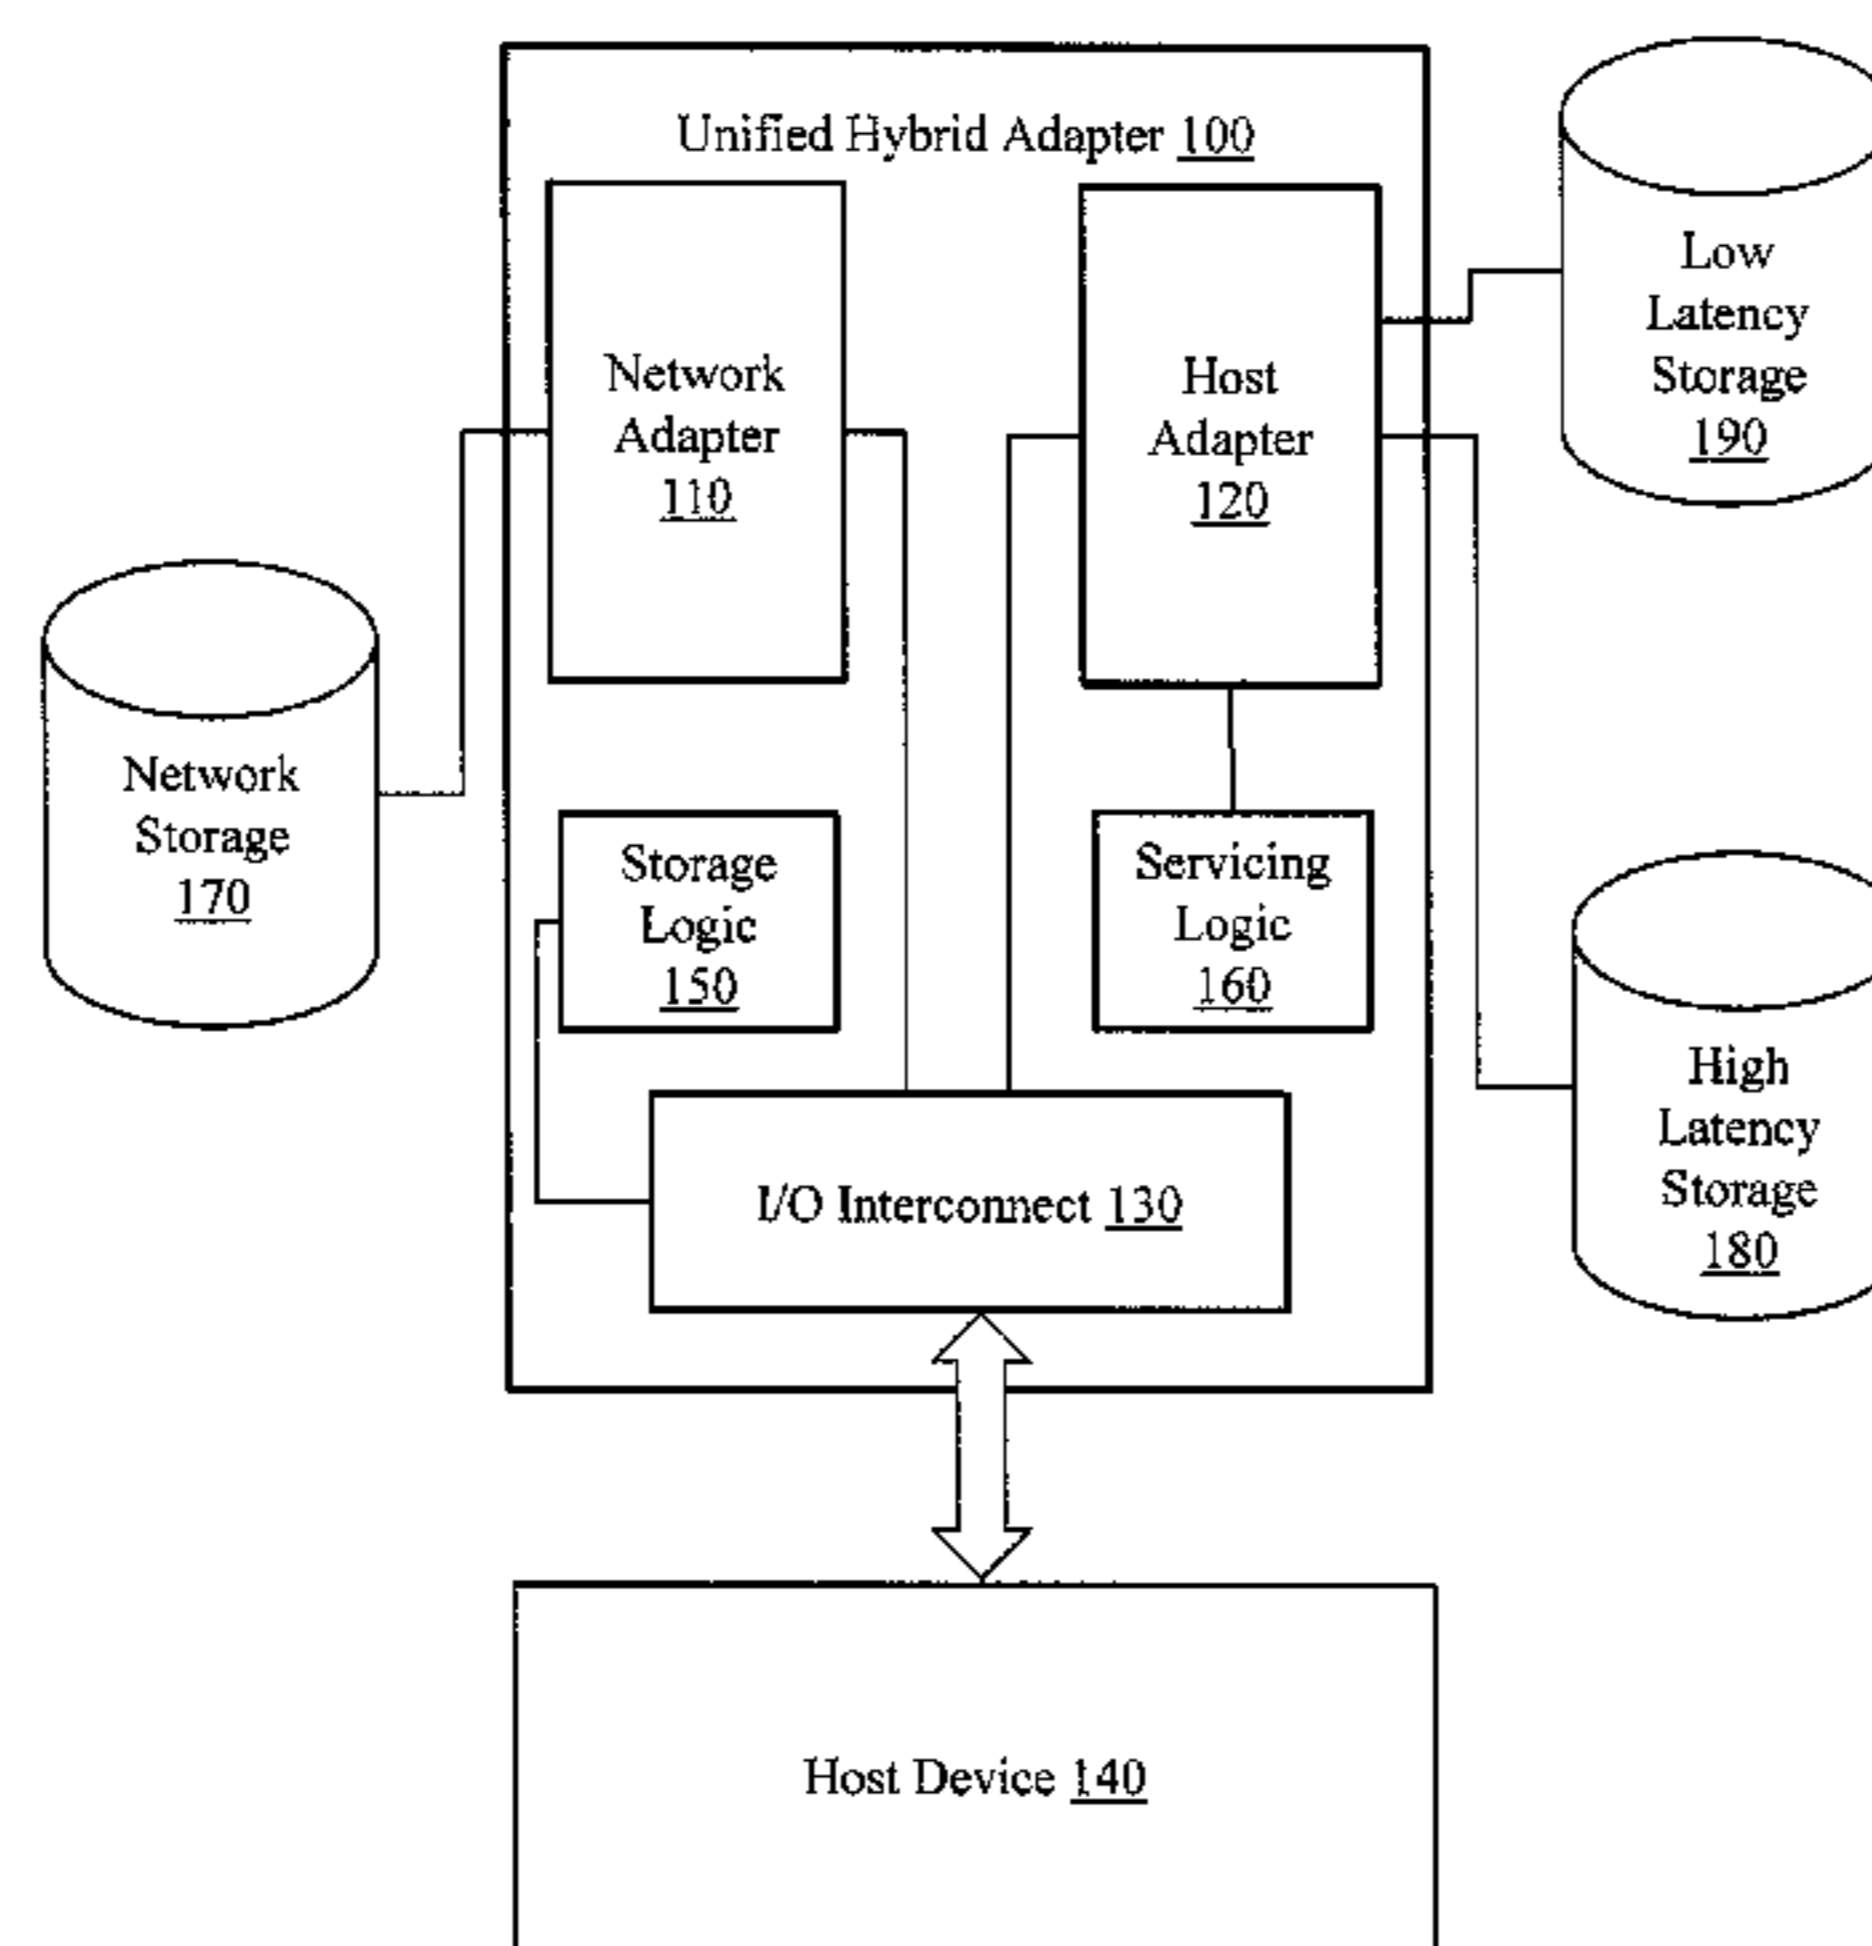 Unified Hybrid Adapter 100
Network
Adapter
110
Host
Adapter
120
Low
Latency
Storage
190
Network
Storage
170
Storage
Logic
150
Servicing
Logic
160
High
Latency
Storage
180
I/O Interconnect 130
Host Device 140